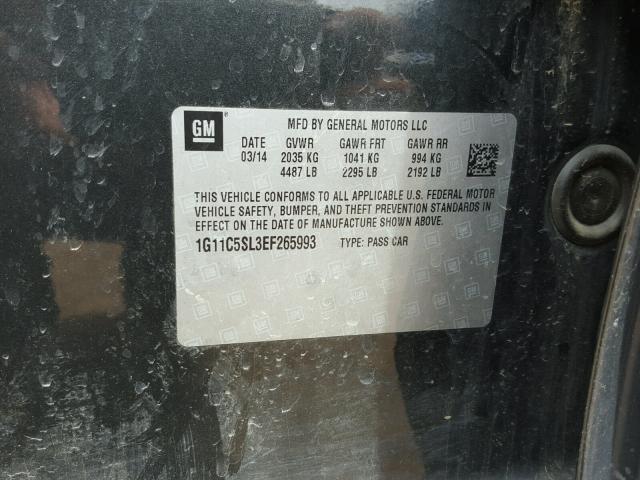 GM ® MFD BY GENERAL MOTORS LLC
DATE GVWR GAWR FRT GAWR RR
03/14 2035 KG 1041 KG 994 KG
4487 LB 2295 LB 2192 LB
THIS VEHICLE CONFORMS TO ALL APPLICABLE U.S. FEDERAL MOTOR
VEHICLE SAFETY, BUMPER, AND THEFT PREVENTION STANDARDS IN
EFFECT ON THE DATE OF MANUFACTURE SHOWN ABOVE.
1G11C5SL3EF265993 TYPE: PASS CAR